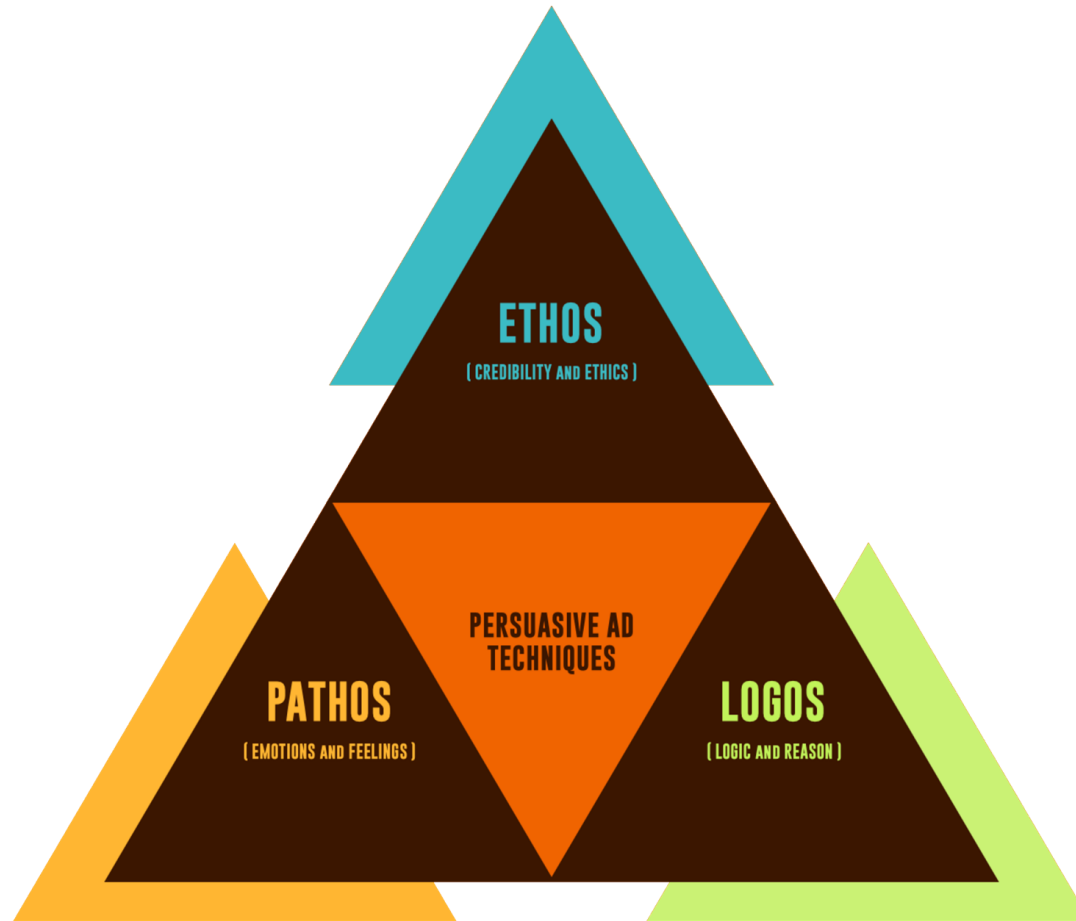 ETHOS
( CREDIBILITY AND ETHICS )
PERSUASIVE AD
TECHNIQUES
PATHOS
( EMOTIONS AND FEELINGS )
LOGOS
( LOGIC AND REASON )